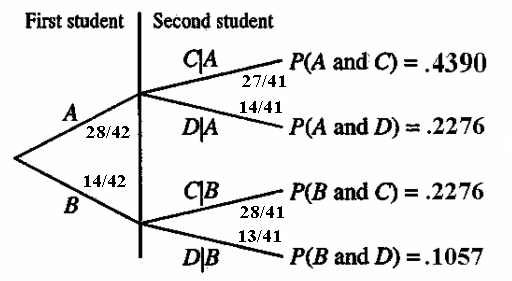 First student Second student
C|A P(A and C) = .4390
27/41
A 14/41
28/42 D|A P(A and D) = .2276
14/42 C|B P(B and C) = .2276
B 28/41
13/41
D|B P(B and D) = .1057